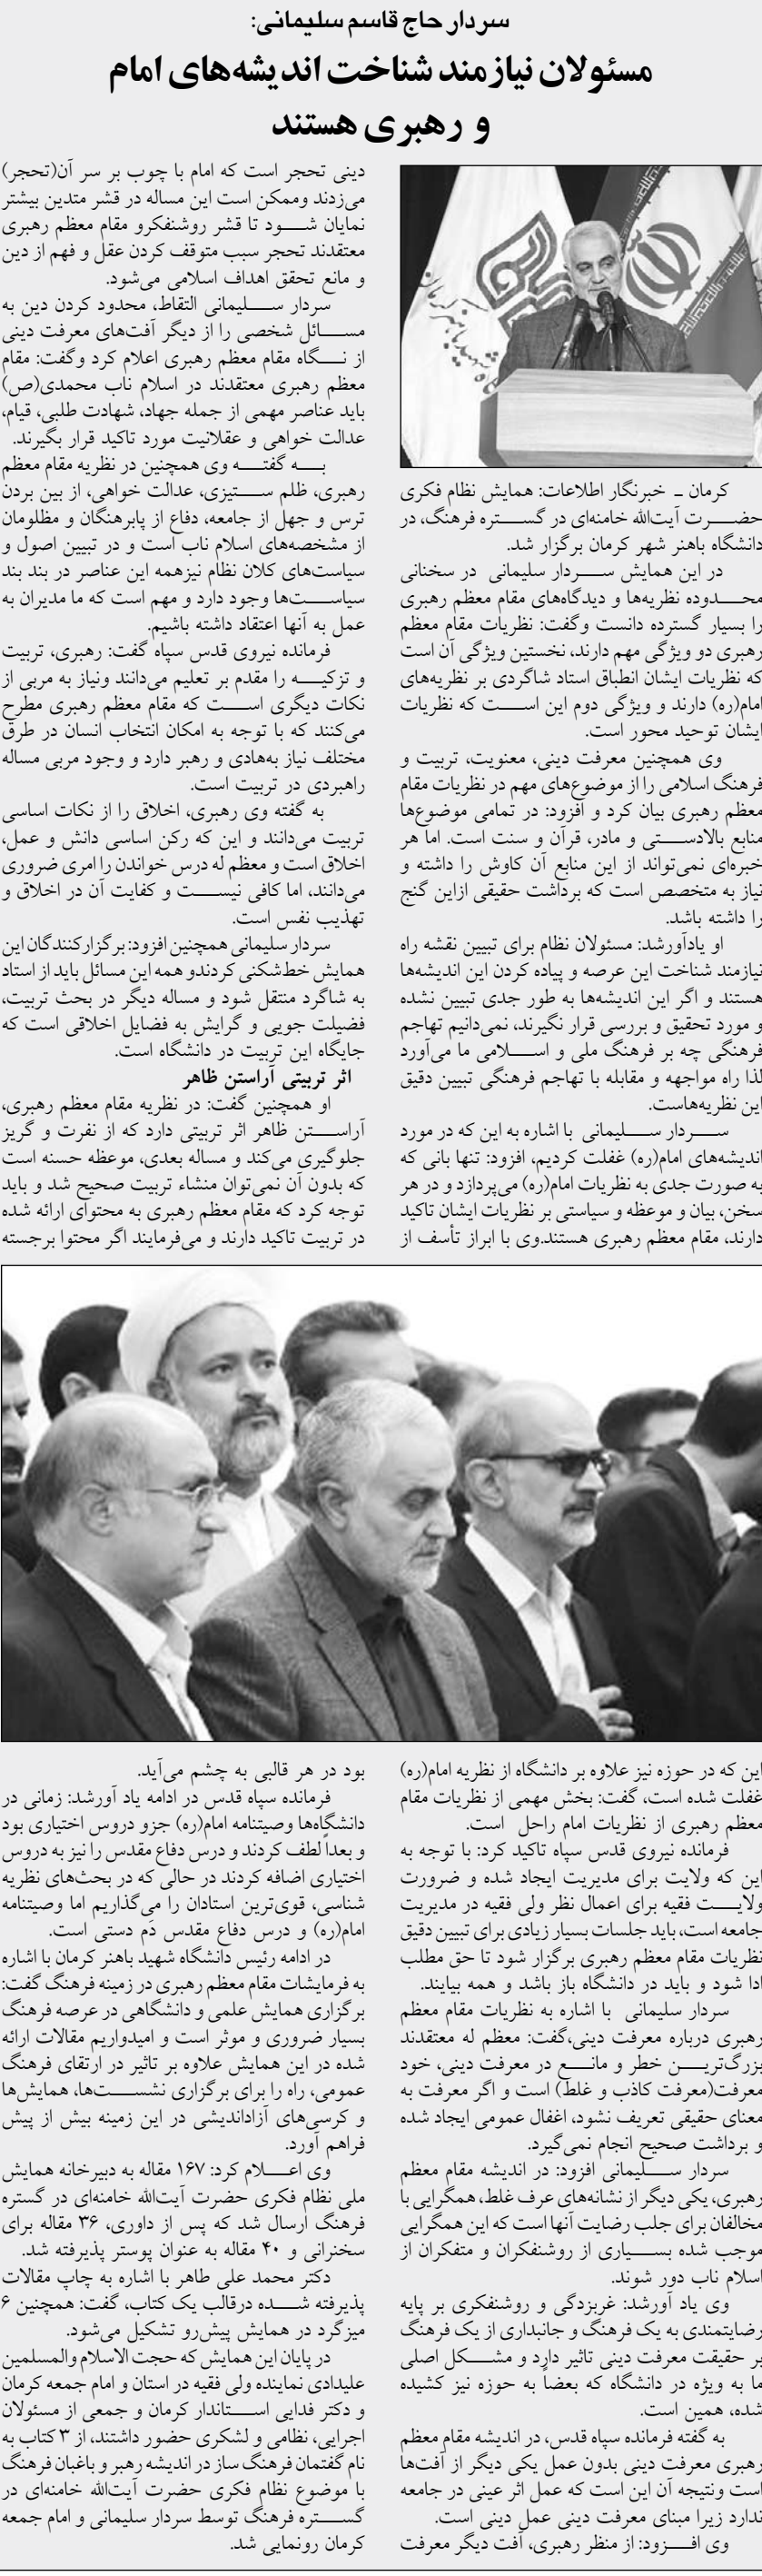 سردار حاج قاسم سلیمانی:
مسئولان نیازمند شناخت اندیشه‌های امام
و رهبری هستند
کرمان ـ خبرنگار اطلاعات: همایش نظام فکری
حضرت آیت‌الله خامنه‌ای در گستره فرهنگ، در
دانشگاه باهنر شهر کرمان برگزار شد.
در این همایش سردار سلیمانی در سخنانی
محدوده نظریه‌ها و دیدگاه‌های مقام معظم رهبری
را بسیار گسترده دانست وگفت: نظریات مقام معظم
رهبری دو ویژگی مهم دارند، نخستین ویژگی آن است
که نظریات ایشان انطباق استاد شاگردی بر نظریه‌های
امام(ره) دارند و ویژگی دوم این است که نظریات
ایشان توحید محور است.
وی همچنین معرفت دینی، معنویت، تربیت و
فرهنگ اسلامی را از موضوع‌های مهم در نظریات مقام
معظم رهبری بیان کرد و افزود: در تمامی موضوع‌ها
منابع بالادستی و مادر، قرآن و سنت است. اما هر
خبره‌ای نمی‌تواند از این منابع آن کاوش را داشته و
نیاز به متخصص است که برداشت حقیقی ازاین گنج
را داشته باشد.
او یادآورشد: مسئولان نظام برای تبیین نقشه راه
نیازمند شناخت این عرصه و پیاده کردن این اندیشه‌ها
هستند و اگر این اندیشه‌ها به طور جدی تبیین نشده
و مورد تحقیق و بررسی قرار نگیرند، نمی‌دانیم تهاجم
فرهنگی چه بر فرهنگ ملی و اسلامی ما می‌آورد
لذا راه مواجهه و مقابله با تهاجم فرهنگی تبیین دقیق
این نظریه‌هاست.
سردار سلیمانی با اشاره به این که در مورد
اندیشه‌های امام(ره) غفلت کردیم، افزود: تنها بانی که
به صورت جدی به نظریات امام(ره) می‌پردازد و در هر
سخن، بیان و موعظه و سیاستی بر نظریات ایشان تاکید
دارند، مقام معظم رهبری هستند.وی با ابراز تأسف از
این که در حوزه نیز علاوه بر دانشگاه از نظریه امام(ره)
غفلت شده است، گفت: بخش مهمی از نظریات مقام
معظم رهبری از نظریات امام راحل است.
فرمانده نیروی قدس سپاه تاکید کرد: با توجه به
این که ولایت برای مدیریت ایجاد شده و ضرورت
ولایت فقیه برای اعمال نظر ولی فقیه در مدیریت
جامعه است، باید جلسات بسیار زیادی برای تبیین دقیق
نظریات مقام معظم رهبری برگزار شود تا حق مطلب
ادا شود و باید در دانشگاه باز باشد و همه بیایند.
سردار سلیمانی با اشاره به نظریات مقام معظم
رهبری درباره معرفت دینی،گفت: معظم له معتقدند
بزرگ‌ترین خطر و مانع در معرفت دینی، خود
معرفت(معرفت کاذب و غلط) است و اگر معرفت به
معنای حقیقی تعریف نشود، اغفال عمومی ایجاد شده
و برداشت صحیح انجام نمی‌گیرد.
سردار سلیمانی افزود: در اندیشه مقام معظم
رهبری، یکی دیگر از نشانه‌های عرف غلط، همگرایی با
مخالفان برای جلب رضایت آنها است که این همگرایی
موجب شده بسیاری از روشنفکران و متفکران از
اسلام ناب دور شوند.
وی یاد آورشد: غربزدگی و روشنفکری بر پایه
رضایتمندی به یک فرهنگ و جانبداری از یک فرهنگ
بر حقیقت معرفت دینی تاثیر دارد و مشکل اصلی
ما به ویژه در دانشگاه که بعضاً به حوزه نیز کشیده
شده، همین است.
به گفته فرمانده سپاه قدس، در اندیشه مقام معظم
رهبری معرفت دینی بدون عمل یکی دیگر از آفت‌ها
است ونتیجه آن این است که عمل اثر عینی در جامعه
ندارد زیرا مبنای معرفت دینی عمل دینی است.
وی افزود: از منظر رهبری، آفت دیگر معرفت
دینی تحجر است که امام با چوب بر سر آن(تحجر)
می‌زدند وممکن است این مساله در قشر متدین بیشتر
نمایان شود تا قشر روشنفکرو مقام معظم رهبری
معتقدند تحجر سبب متوقف کردن عقل و فهم از دین
و مانع تحقق اهداف اسلامی می‌شود.
سردار سلیمانی التقاط، محدود کردن دین به
مسائل شخصی را از دیگر آفت‌های معرفت دینی
از نگاه مقام معظم رهبری اعلام کرد وگفت: مقام
معظم رهبری معتقدند در اسلام ناب محمدی(ص)
باید عناصر مهمی از جمله جهاد، شهادت طلبی، قیام،
عدالت خواهی و عقلانیت مورد تاکید قرار بگیرند.
به گفته وی همچنین در نظریه مقام معظم
رهبری، ظلم ستیزی، عدالت خواهی، از بین بردن
ترس و جهل از جامعه، دفاع از پابرهنگان و مظلومان
از مشخصه‌های اسلام ناب است و در تبیین اصول و
سیاست‌های کلان نظام نیزهمه این عناصر در بند بند
سیاست‌ها وجود دارد و مهم است که ما مدیران به
عمل به آنها اعتقاد داشته باشیم.
فرمانده نیروی قدس سپاه گفت: رهبری، تربیت
و تزکیه را مقدم بر تعلیم می‌دانند ونیاز به مربی از
نکات دیگری است که مقام معظم رهبری مطرح
می‌کنند که با توجه به امکان انتخاب انسان در طرق
مختلف نیاز به‌هادی و رهبر دارد و وجود مربی مساله
راهبردی در تربیت است.
به گفته وی رهبری، اخلاق را از نکات اساسی
تربیت می‌دانند و این که رکن اساسی دانش و عمل،
اخلاق است و معظم له درس خواندن را امری ضروری
می‌دانند، اما کافی نیست و کفایت آن در اخلاق و
تهذیب نفس است.
سردار سلیمانی همچنین افزود: برگزارکنندگان این
همایش خط‌شکنی کردندو همه این مسائل باید از استاد
به شاگرد منتقل شود و مساله دیگر در بحث تربیت،
فضیلت جویی و گرایش به فضایل اخلاقی است که
جایگاه این تربیت در دانشگاه است.
اثر تربیتی آراستن ظاهر
او همچنین گفت: در نظریه مقام معظم رهبری،
آراستن ظاهر اثر تربیتی دارد که از نفرت و گریز
جلوگیری می‌کند و مساله بعدی، موعظه حسنه است
که بدون آن نمی‌توان منشاء تربیت صحیح شد و باید
توجه کرد که مقام معظم رهبری به محتوای ارائه شده
در تربیت تاکید دارند و می‌فرمایند اگر محتوا برجسته
بود در هر قالبی به چشم می‌آید.
فرمانده سپاه قدس در ادامه یاد آورشد: زمانی در
دانشگاه‌ها وصیتنامه امام(ره) جزو دروس اختیاری بود
و بعداً لطف کردند و درس دفاع مقدس را نیز به دروس
اختیاری اضافه کردند در حالی که در بحث‌های نظریه
شناسی، قوی‌ترین استادان را می‌گذاریم اما وصیتنامه
امام(ره) و درس دفاع مقدس دَم دستی است.
در ادامه رئیس دانشگاه شهید باهنر کرمان با اشاره
به فرمایشات مقام معظم رهبری در زمینه فرهنگ گفت:
برگزاری همایش علمی و دانشگاهی در عرصه فرهنگ
بسیار ضروری و موثر است و امیدواریم مقالات ارائه
شده در این همایش علاوه بر تاثیر در ارتقای فرهنگ
عمومی، راه را برای برگزاری نشست‌ها، همایش‌ها
و کرسی‌های آزاداندیشی در این زمینه بیش از پیش
فراهم آورد.
وی اعلام کرد: ۱۶۷ مقاله به دبیرخانه همایش
ملی نظام فکری حضرت آیت‌الله خامنه‌ای در گستره
فرهنگ ارسال شد که پس از داوری، ۳۶ مقاله برای
سخنرانی و ۴۰ مقاله به عنوان پوستر پذیرفته شد.
دکتر محمد علی طاهر با اشاره به چاپ مقالات
پذیرفته شده درقالب یک کتاب، گفت: همچنین ۶
میزگرد در همایش پیش‌رو تشکیل می‌شود.
در پایان این همایش که حجت الاسلام والمسلمین
علیدادی نماینده ولی فقیه در استان و امام جمعه کرمان
و دکتر فدایی استاندار کرمان و جمعی از مسئولان
اجرایی، نظامی و لشکری حضور داشتند، از ۳ کتاب به
نام گفتمان فرهنگ ساز در اندیشه رهبر و باغبان فرهنگ
با موضوع نظام فکری حضرت آیت‌الله خامنه‌ای در
گستره فرهنگ توسط سردار سلیمانی و امام جمعه
کرمان رونمایی شد.